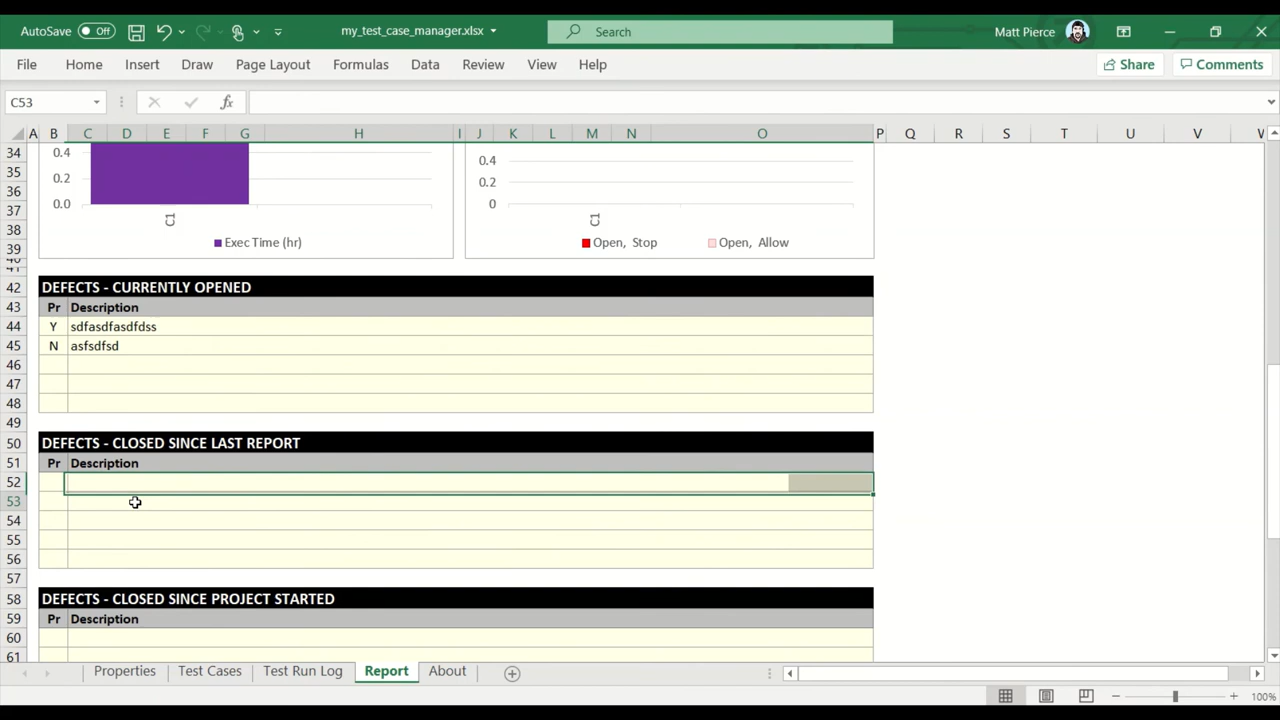 AutoSave Off my_test_case_manager.xlsx Search Matt Pierce
File Home Insert Draw Page Layout Formulas Data Review View Help Share Comments
C53 fx
A B C D E F G H I J K L M N O P Q R S T U V
34 0.4 0.4
35
36 0.2 0.2
37 0.0 0
38 C1 C1
39 Exec Time (hr) Open, Stop Open, Allow
40
41
42 DEFECTS - CURRENTLY OPENED
43 Pr Description
44 Y sdfasdfasdfdss
45 N asfsdfsd
46
47
48
49
50 DEFECTS - CLOSED SINCE LAST REPORT
51 Pr Description
52
53
54
55
56
57
58 DEFECTS - CLOSED SINCE PROJECT STARTED
59 Pr Description
60
61
Properties Test Cases Test Run Log Report About
100%